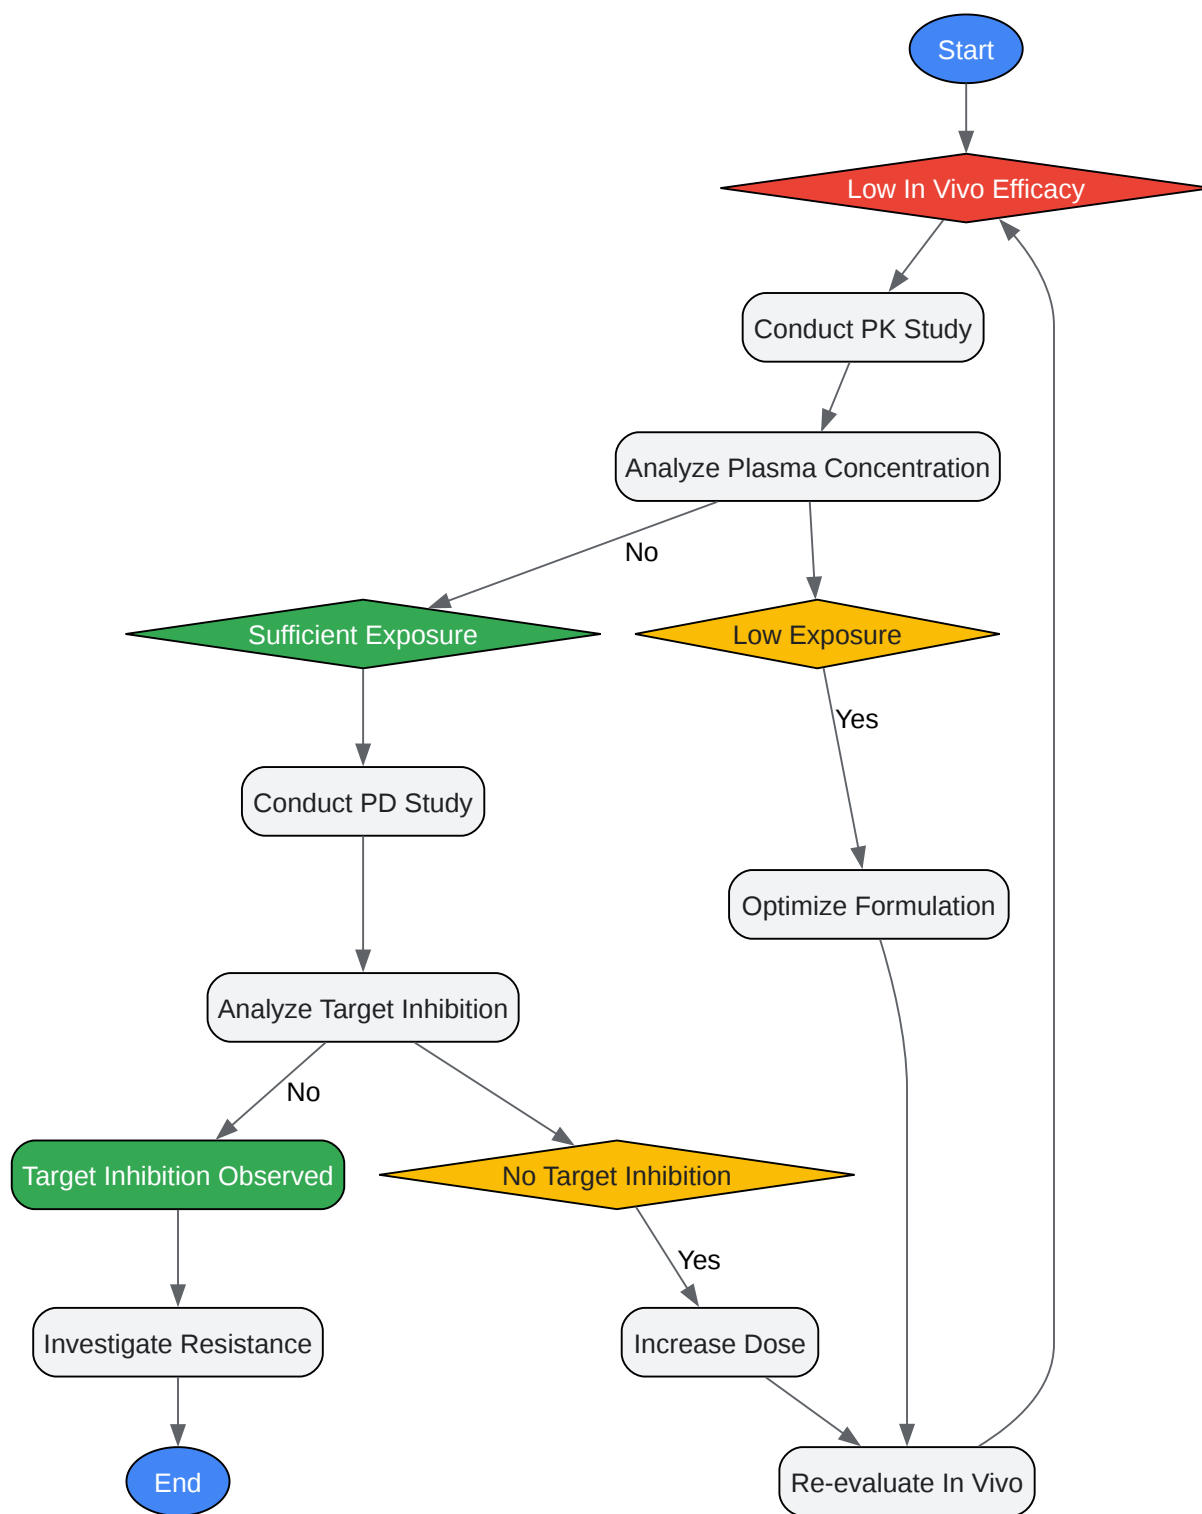 Start
Low In Vivo Efficacy
Conduct PK Study
Analyze Plasma Concentration
No
Sufficient Exposure
Low Exposure
Yes
Conduct PD Study
Optimize Formulation
Analyze Target Inhibition
No
Target Inhibition Observed
No Target Inhibition
Yes
Investigate Resistance
Increase Dose
End
Re-evaluate In Vivo